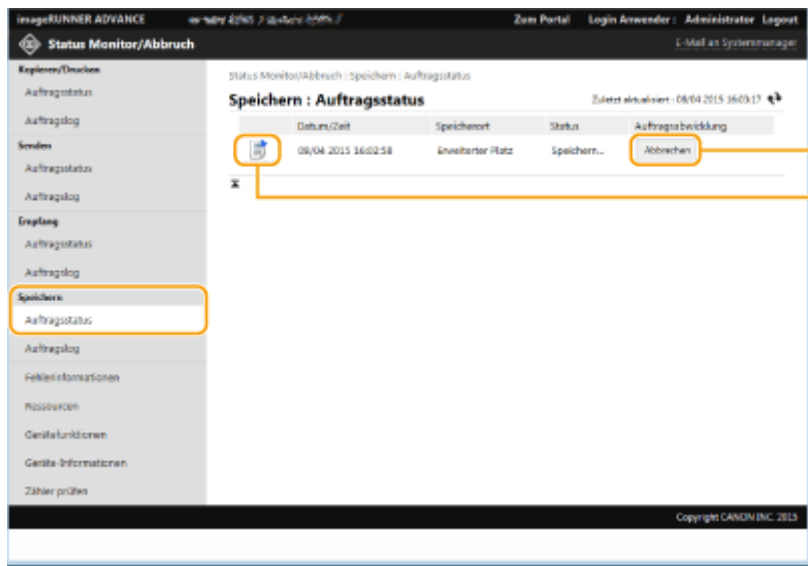 imageRUNNER ADVANCE
Zum Portal Login Anwender : Administrator Logout
Status Monitor/Abbruch
E-Mail an Systemmanager
Kopieren/Drucken
Auftragsstatus
Auftragslog
Senden
Auftragsstatus
Auftragslog
Empfang
Auftragsstatus
Auftragslog
Speichern
Auftragsstatus
Auftragslog
Fehlerinformationen
Ressourcen
Gerätefunktionen
Geräte-Informationen
Zähler prüfen
Status Monitor/Abbruch : Speichern : Auftragsstatus
Speichern : Auftragsstatus
Zuletzt aktualisiert : 08/04 2015 16:03:17
Datum/Zeit Speicherort Status Auftragsabwicklung
08/04 2015 16:02:58 Erweiterter Platz Speichern... Abbrechen
Copyright CANON INC. 2015